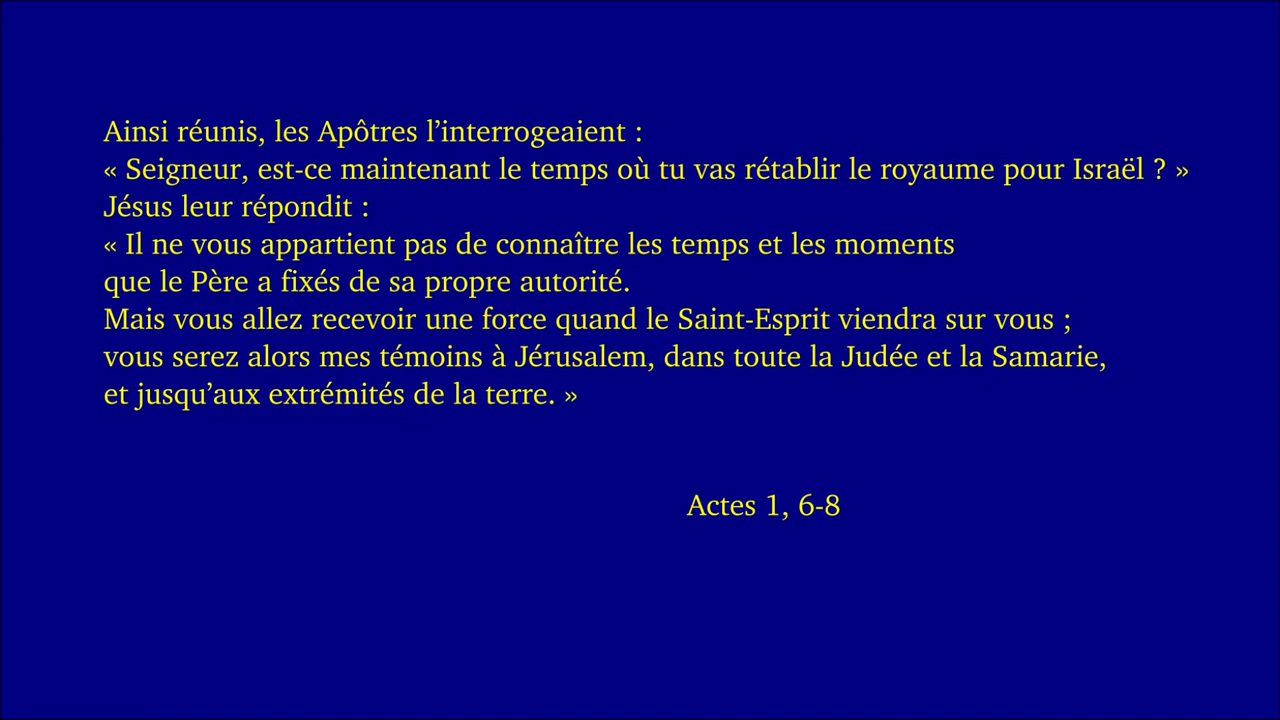 Ainsi réunis, les Apôtres l’interrogeaient :
« Seigneur, est-ce maintenant le temps où tu vas rétablir le royaume pour Israël ? »
Jésus leur répondit :
« Il ne vous appartient pas de connaître les temps et les moments
que le Père a fixés de sa propre autorité.
Mais vous allez recevoir une force quand le Saint-Esprit viendra sur vous ;
vous serez alors mes témoins à Jérusalem, dans toute la Judée et la Samarie,
et jusqu’aux extrémités de la terre. »
Actes 1, 6-8